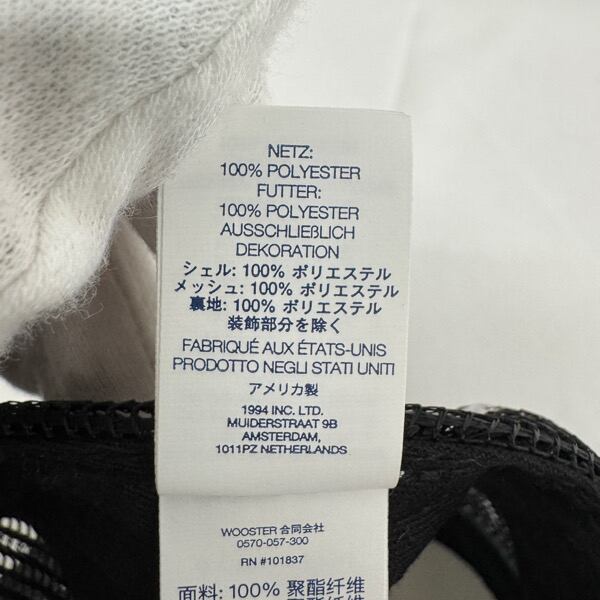 NETZ:
100% POLYESTER
FUTTER:
100% POLYESTER
AUSSCHLIEßLICH
DEKORATION
シェル: 100% ポリエステル
メッシュ: 100% ポリエステル
裏地: 100% ポリエステル
装飾部分を除く
FABRIQUÉ AUX ÉTATS-UNIS
PRODOTTO NEGLI STATI UNITI
アメリカ製
1994 INC. LTD.
MUIDERSTRAAT 9B
AMSTERDAM,
1011PZ NETHERLANDS
WOOSTER 合同会社
0570-057-300
RN #101837
面料: 100% 聚酯纤维